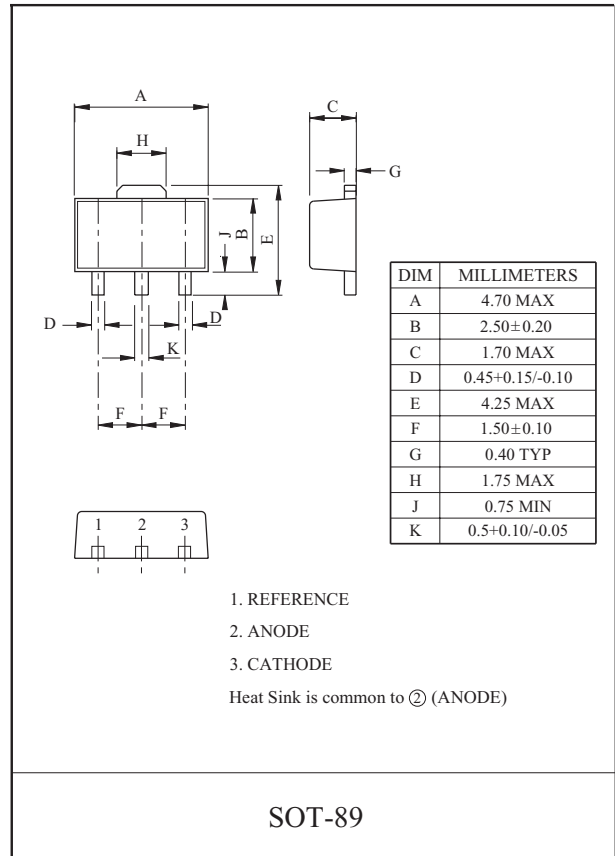 A
H
C
G
J
B
E
D
D
K
F
F
DIM MILLIMETERS
A 4.70 MAX
B 2.50±0.20
C 1.70 MAX
D 0.45+0.15/-0.10
E 4.25 MAX
F 1.50±0.10
G 0.40 TYP
H 1.75 MAX
J 0.75 MIN
K 0.5+0.10/-0.05
1 2 3
1. REFERENCE
2. ANODE
3. CATHODE
Heat Sink is common to ② (ANODE)
SOT-89